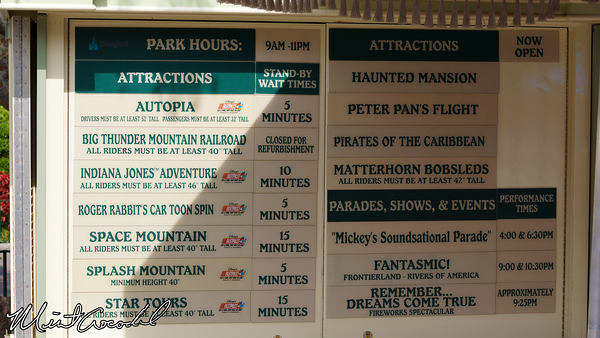 Disneyland PARK HOURS: 9AM -11PM
ATTRACTIONS STAND-BY WAIT TIMES
AUTOPIA 5 MINUTES
DRIVERS MUST BE AT LEAST 52" TALL PASSENGERS MUST BE AT LEAST 32" TALL
BIG THUNDER MOUNTAIN RAILROAD CLOSED FOR REFURBISHMENT
ALL RIDERS MUST BE AT LEAST 40" TALL
INDIANA JONES™ ADVENTURE 10 MINUTES
ALL RIDERS MUST BE AT LEAST 46" TALL
ROGER RABBIT'S CAR TOON SPIN 5 MINUTES
SPACE MOUNTAIN 15 MINUTES
ALL RIDERS MUST BE AT LEAST 40" TALL
SPLASH MOUNTAIN 5 MINUTES
MINIMUM HEIGHT 40"
STAR TOURS 15 MINUTES
RIDERS MUST BE AT LEAST 40" TALL
ATTRACTIONS NOW OPEN
HAUNTED MANSION
PETER PAN'S FLIGHT
PIRATES OF THE CARIBBEAN
MATTERHORN BOBSLEDS
ALL RIDERS MUST BE AT LEAST 42" TALL
PARADES, SHOWS, & EVENTS PERFORMANCE TIMES
"Mickey's Soundsational Parade" 4:00 & 6:30PM
FANTASMIC! 9:00 & 10:30PM
FRONTIERLAND - RIVERS OF AMERICA
REMEMBER... DREAMS COME TRUE APPROXIMATELY 9:25PM
FIREWORKS SPECTACULAR